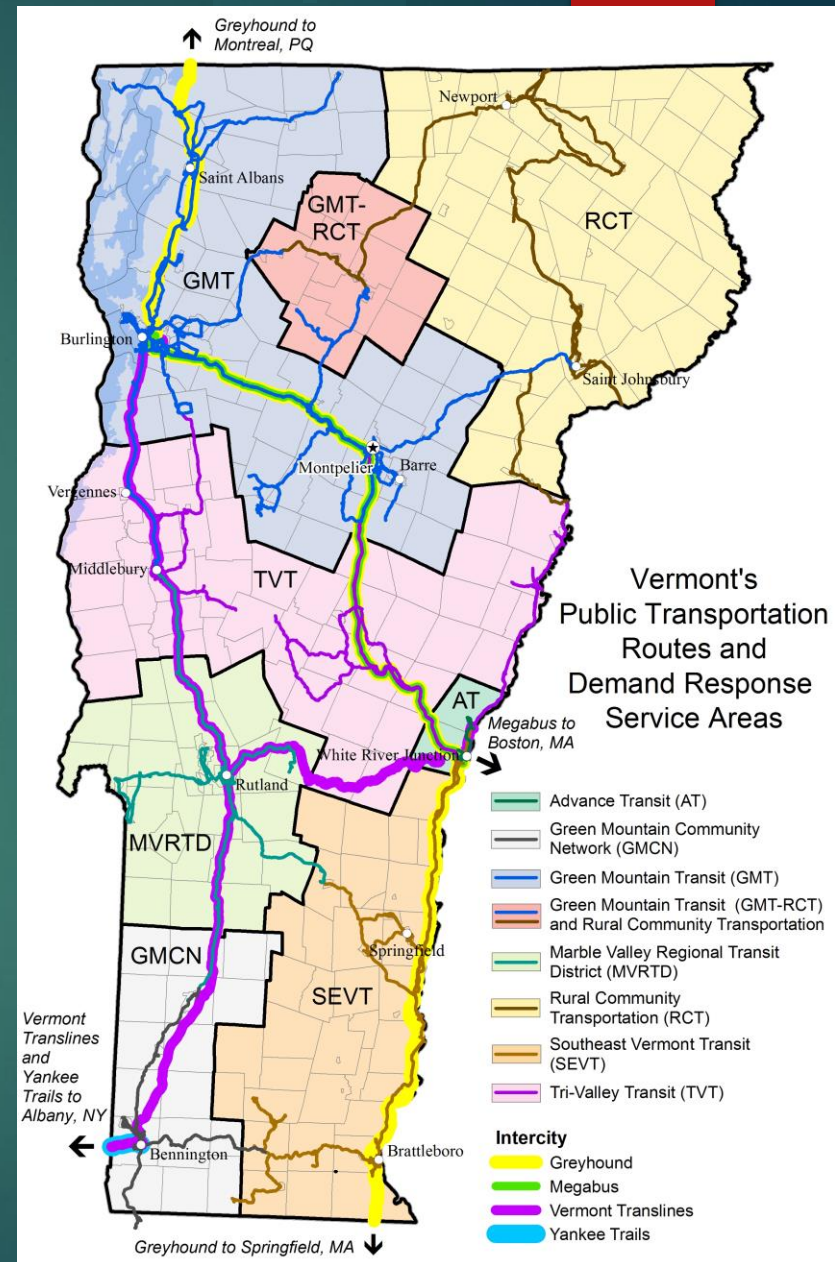 Greyhound to
Montreal, PQ
Newport
Saint Albans
GMT-
RCT
RCT
GMT
Burlington
Saint Johnsbury
Montpelier
Barre
Vergennes
Middlebury
TVT
Vermont's
Public Transportation
Routes and
Demand Response
Service Areas
AT
Megabus to
Boston, MA
White River Junction
Rutland
MVRTD
Advance Transit (AT)
Green Mountain Community
Network (GMCN)
Green Mountain Transit (GMT)
Green Mountain Transit (GMT-RCT)
and Rural Community Transportation
Marble Valley Regional Transit
District (MVRTD)
Rural Community
Transportation (RCT)
Southeast Vermont Transit
(SEVT)
Tri-Valley Transit (TVT)
Springfield
GMCN
SEVT
Vermont
Translines
and
Yankee
Trails to
Albany, NY
Bennington
Brattleboro
Intercity
Greyhound
Megabus
Vermont Translines
Yankee Trails
Greyhound to Springfield, MA